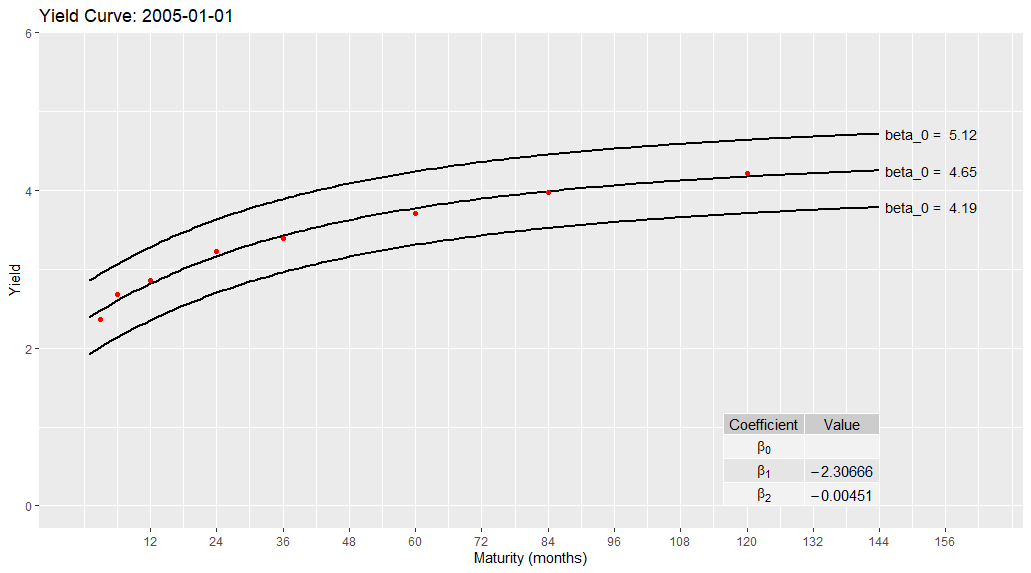 Yield Curve: 2005-01-01
6
4
2
0
Yield
beta_0 = 5.12
beta_0 = 4.65
beta_0 = 4.19
Coefficient Value
β0
β1 −2.30666
β2 −0.00451
12 24 36 48 60 72 84 96 108 120 132 144 156
Maturity (months)